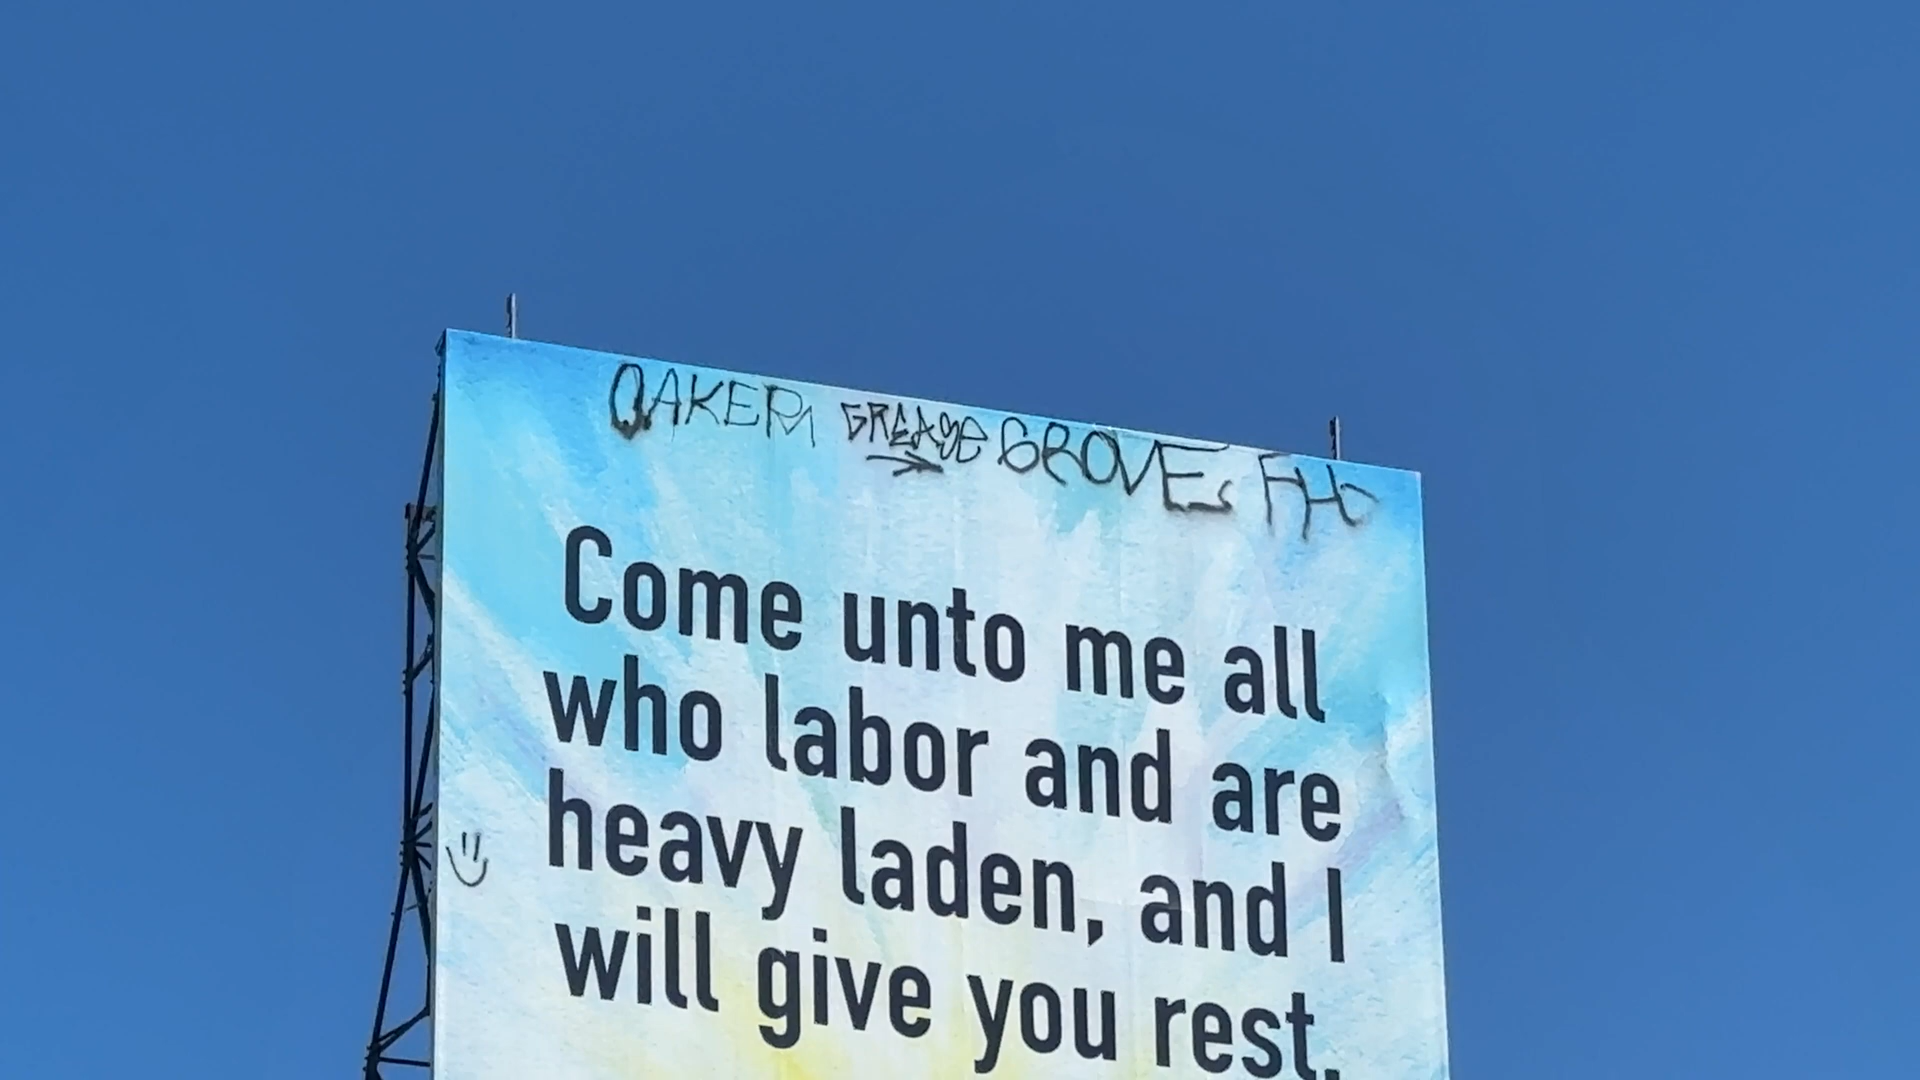 GREASE GROVE
Come unto me all
who labor and are
heavy laden, and I
will give you rest.